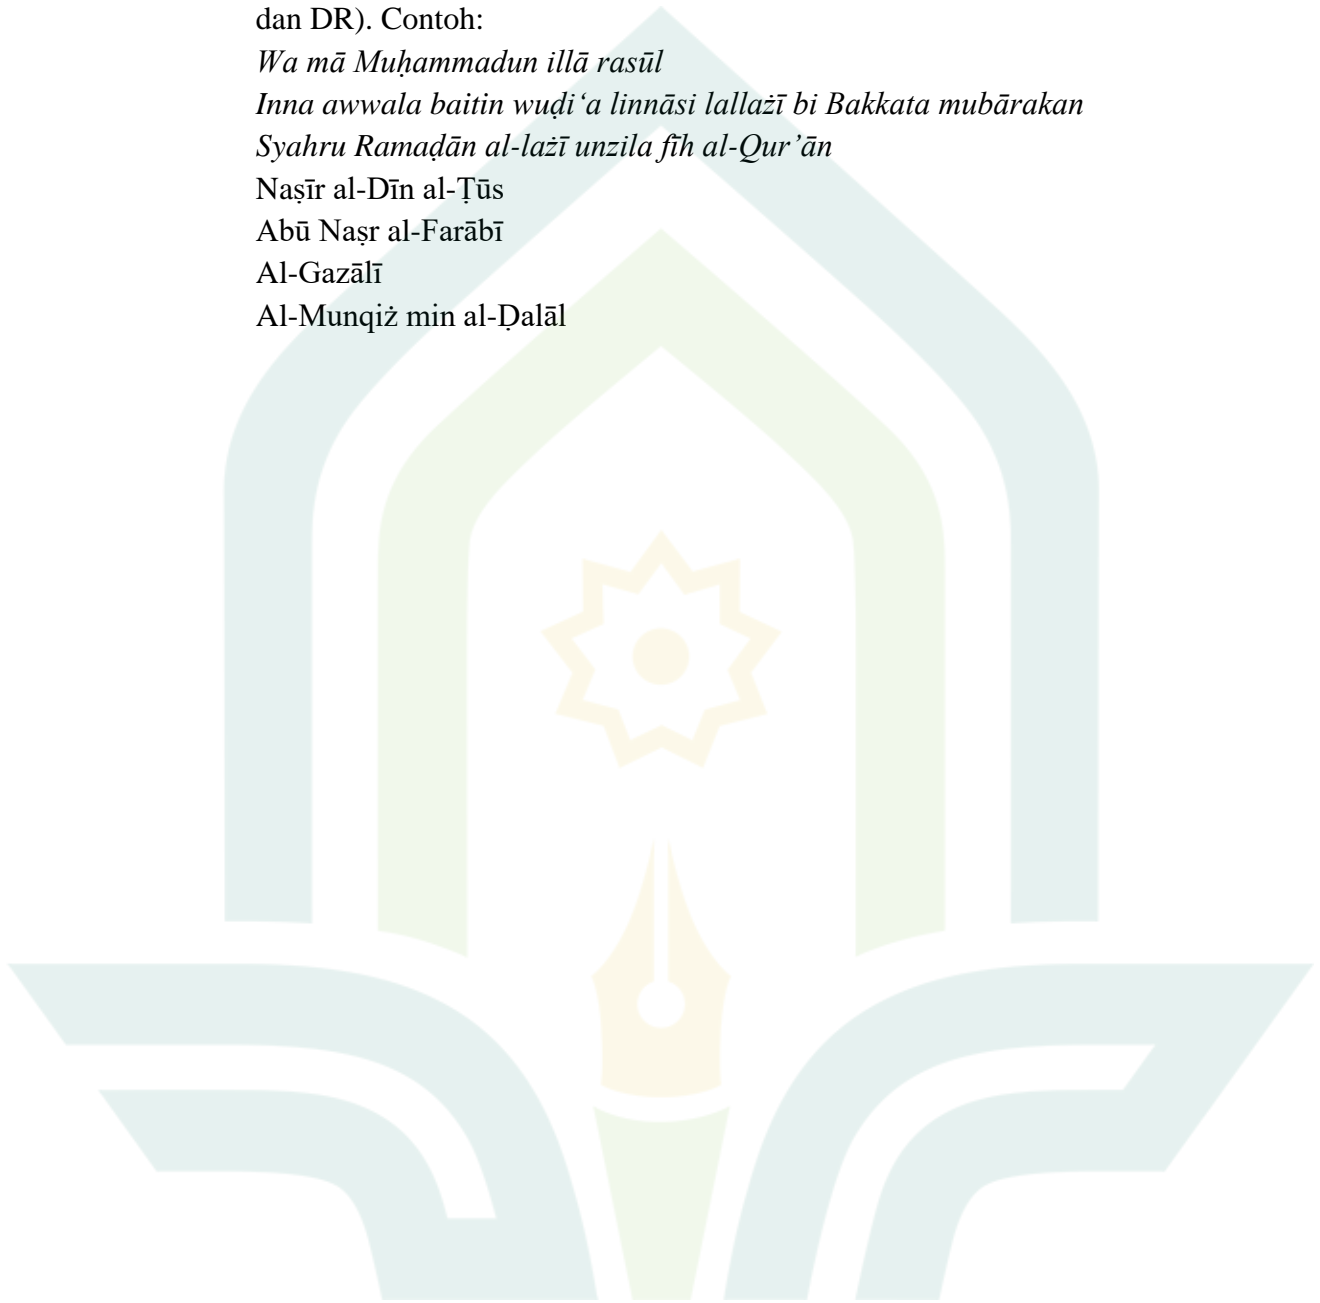 dan DR). Contoh:
Wa mā Muḥammadun illā rasūl
Inna awwala baitin wuḍi‘a linnāsi lallażī bi Bakkata mubārakan
Syahru Ramaḍān al-lażī unzila fīh al-Qur’ān
Naṣīr al-Dīn al-Ṭūs
Abū Naṣr al-Farābī
Al-Gazālī
Al-Munqiż min al-Ḍalāl